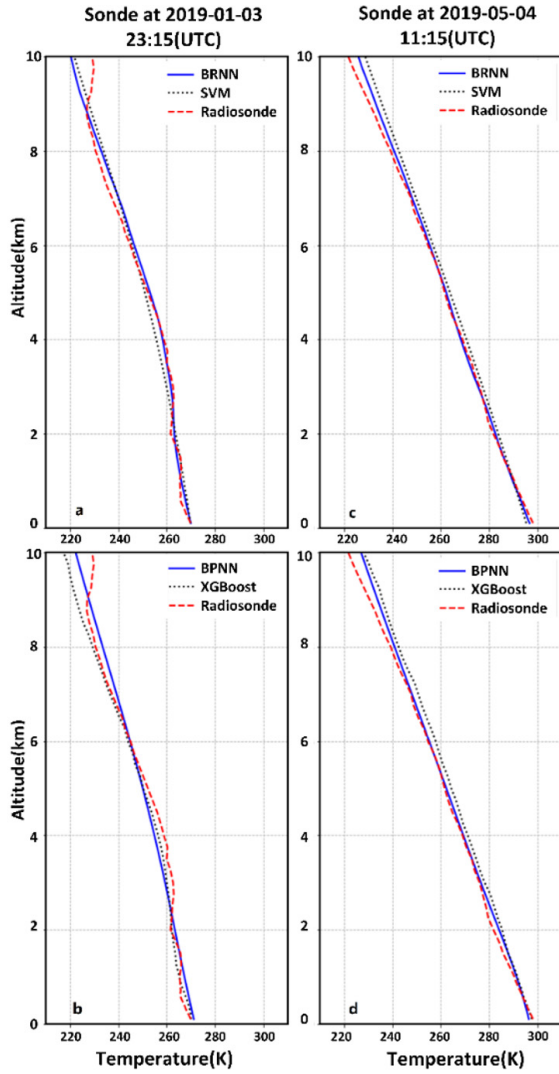 Sonde at 2019-01-03
23:15(UTC)
Sonde at 2019-05-04
11:15(UTC)
10
8
6
4
2
0
Altitude(km)
BRNN
SVM
Radiosonde
a
220 240 260 280 300
10
8
6
4
2
0
BRNN
SVM
Radiosonde
c
220 240 260 280 300
10
8
6
4
2
0
Altitude(km)
BPNN
XGBoost
Radiosonde
b
220 240 260 280 300
Temperature(K)
10
8
6
4
2
0
BPNN
XGBoost
Radiosonde
d
220 240 260 280 300
Temperature(K)